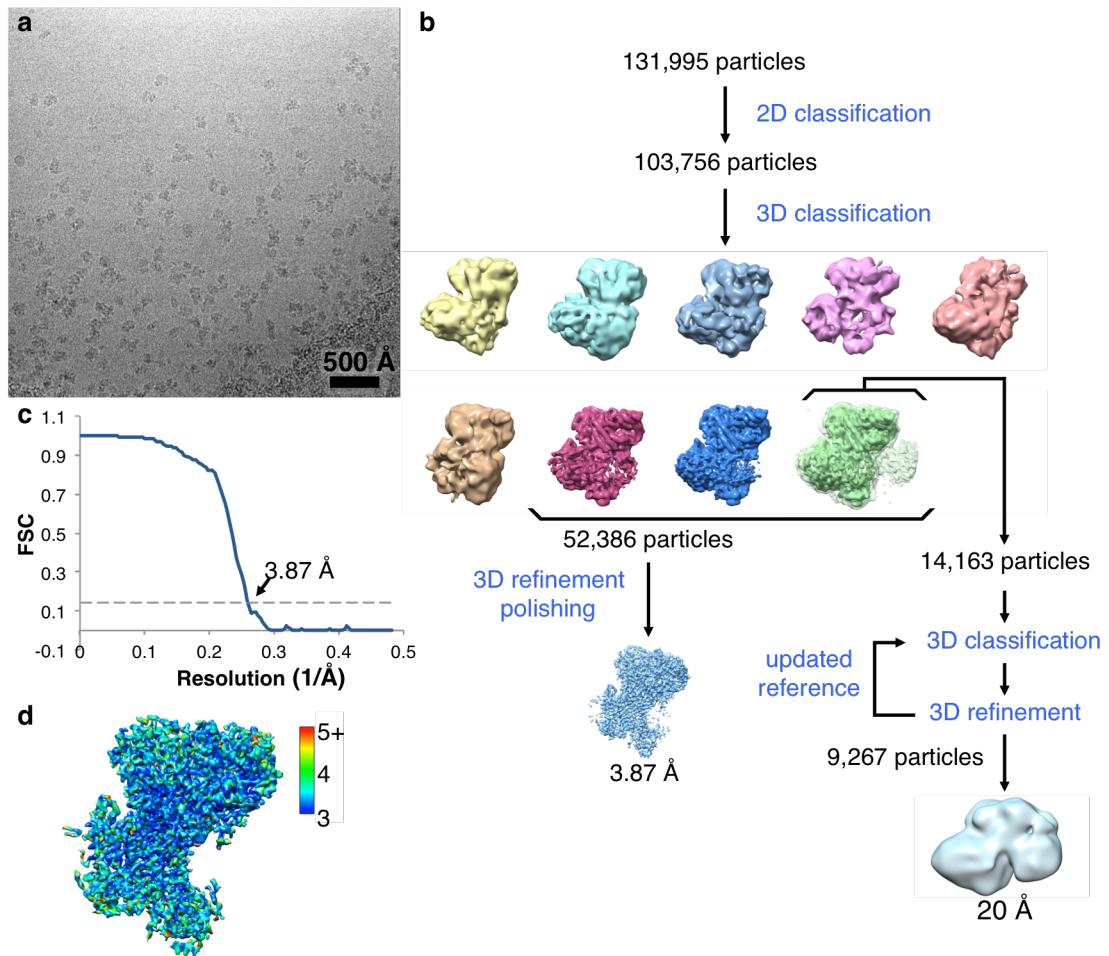 a
500 Å
b
131,995 particles
2D classification
103,756 particles
3D classification
52,386 particles
3D refinement
polishing
3.87 Å
14,163 particles
3D classification
updated
reference
3D refinement
9,267 particles
20 Å
c
1.1
0.9
0.7
0.5
0.3
0.1
-0.1
FSC
3.87 Å
0
0.1
0.2
0.3
0.4
0.5
Resolution (1/Å)
d
5+
4
3